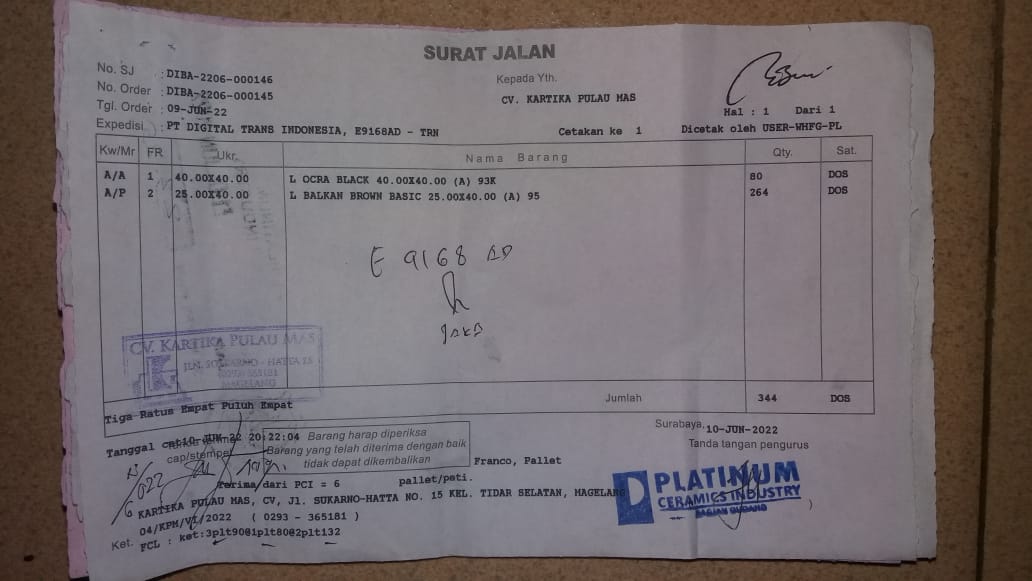 SURAT JALAN
No. SJ : DIBA-2206-000146
Kepada Yth.
No. Order : DIBA-2206-000145
CV. KARTIKA PULAU MAS
Tgl. Order : 09-JUN-22
Hal : 1 Dari 1
Expedisi : PT DIGITAL TRANS INDONESIA, E9168AD - TRN Cetakan ke 1 Dicetak oleh USER-WHFG-PL
Kw/Mr FR Ukr. Nama Barang Qty. Sat.
A/A 1 40.00X40.00 L OCRA BLACK 40.00X40.00 (A) 93K 80 DOS
A/P 2 25.00X40.00 L BALKAN BROWN BASIC 25.00X40.00 (A) 95 264 DOS
E 9168 AD
CV. KARTIKA PULAU MAS
JLN. SOEKARNO - HATTA 15
MAGELANG
Tiga Ratus Empat Puluh Empat Jumlah 344 DOS
Surabaya, 10-JUN-2022
Tanggal cet 10-JUN-22 20:22:04
Tanda tangan pengurus
cap/stempel
Barang harap diperiksa
Barang yang telah diterima dengan baik
tidak dapat dikembalikan
Franco, Pallet
Terima dari PCI = 6 pallet/peti.
KARTIKA PULAU MAS, CV, Jl. SUKARNO-HATTA NO. 15 KEL. TIDAR SELATAN, MAGELANG
04/KPM/VI/2022 ( 0293 - 365181 )
Ket. FCL : ket:3plt90@1plt80@2plt132
PLATINUM
CERAMICS INDUSTRY
BAGIAN GUDANG